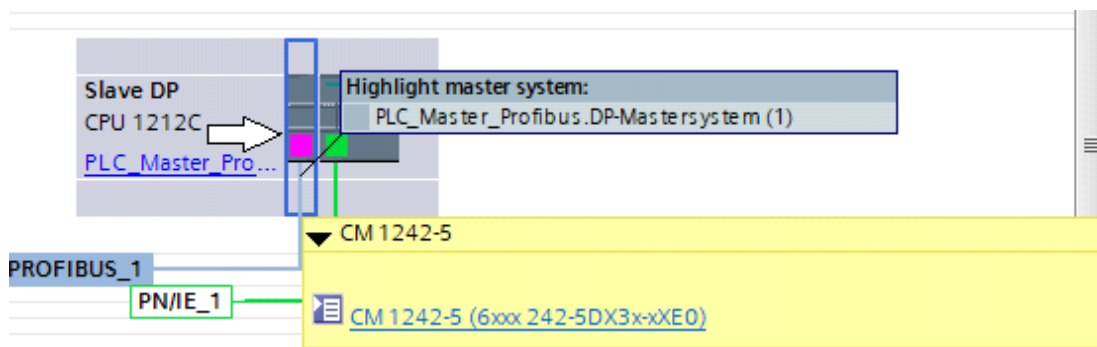 Slave DP
CPU 1212C
PLC_Master_Pro...
Highlight master system:
PLC_Master_Profibus.DP-Mastersystem (1)
CM 1242-5
PROFIBUS_1
PN/IE_1
CM 1242-5 (6xxx 242-5DX3x-xXE0)